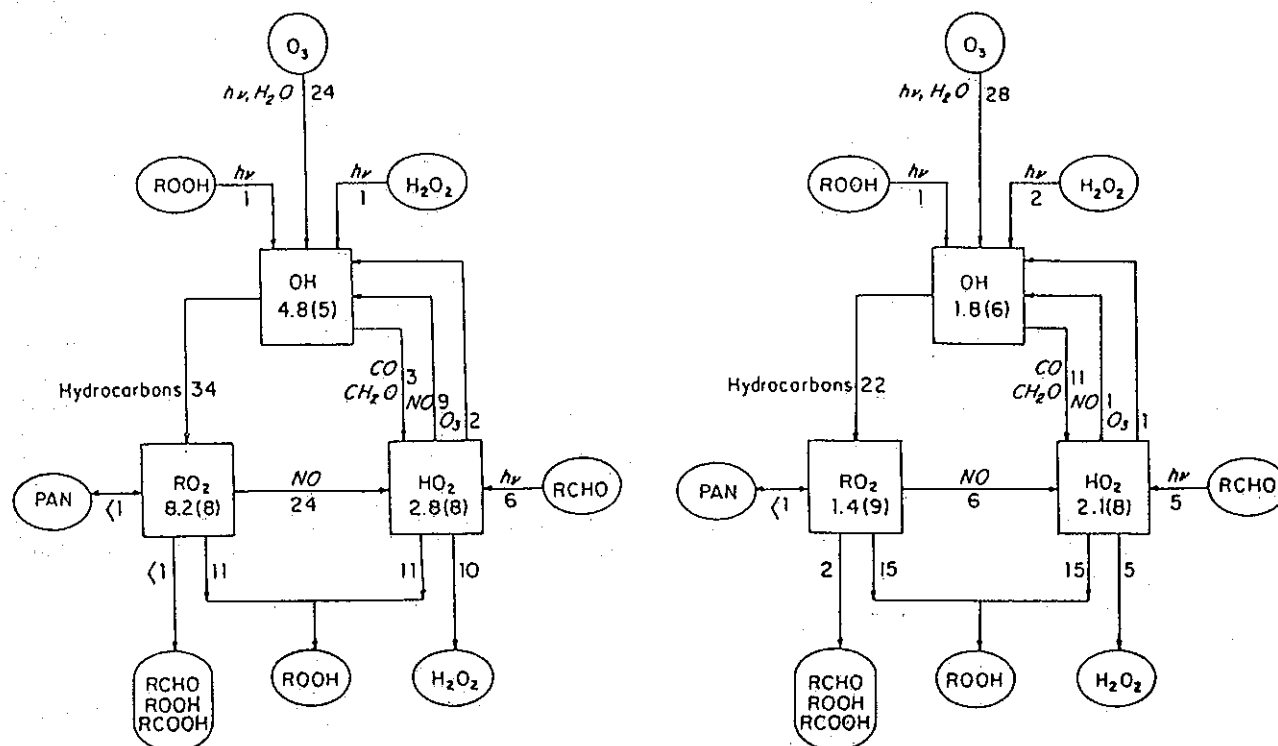 O₃
hν, H₂O 24
ROOH
hν
1
hν
1
H₂O₂
OH
4.8(5)
Hydrocarbons 34
CO
CH₂O
3
NO 9
O₃ 2
PAN
<1
RO₂
8.2(8)
NO
24
HO₂
2.8(8)
hν
6
RCHO
<1
11
11
10
RCHO
ROOH
RCOOH
ROOH
H₂O₂
O₃
hν, H₂O 28
ROOH
hν
1
hν
2
H₂O₂
OH
1.8(6)
Hydrocarbons 22
CO
CH₂O
11
NO 1
O₃ 1
PAN
<1
RO₂
1.4(9)
NO
6
HO₂
2.1(8)
hν
5
RCHO
2
15
15
5
RCHO
ROOH
RCOOH
ROOH
H₂O₂